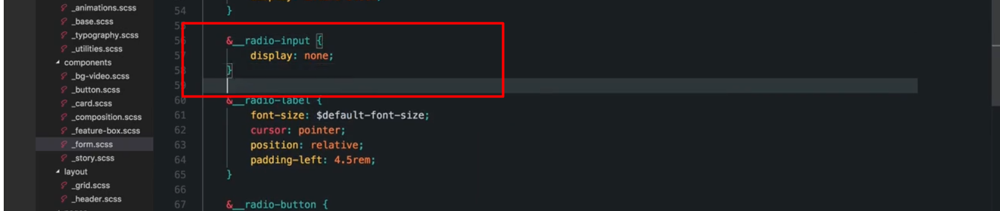 _animations.scss
_base.scss
_typography.scss
_utilities.scss
components
_bg-video.scss
_button.scss
_card.scss
_composition.scss
_feature-box.scss
_form.scss
_story.scss
layout
_grid.scss
_header.scss
54 }
55
56 &__radio-input {
57 display: none;
58 }
59
60 &__radio-label {
61 font-size: $default-font-size;
62 cursor: pointer;
63 position: relative;
64 padding-left: 4.5rem;
65 }
66
67 &__radio-button {